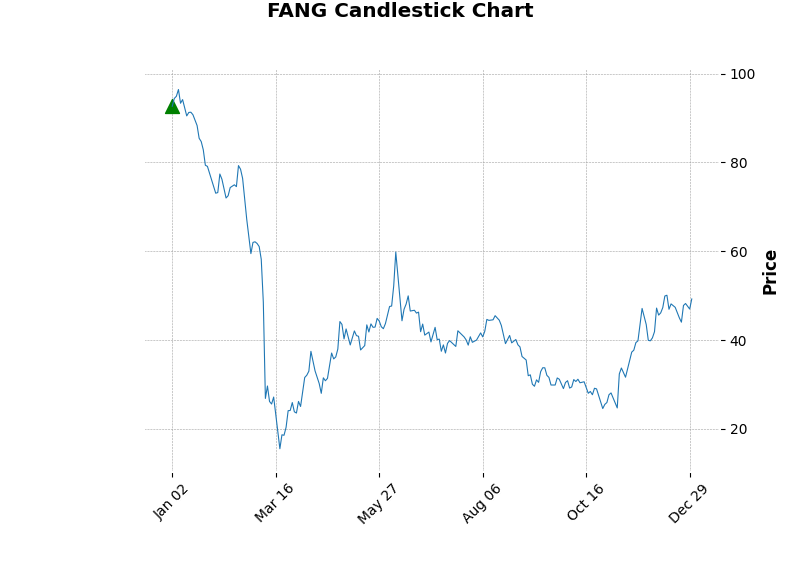 FANG Candlestick Chart
100
80
60
40
20
Price
Jan 02
Mar 16
May 27
Aug 06
Oct 16
Dec 29